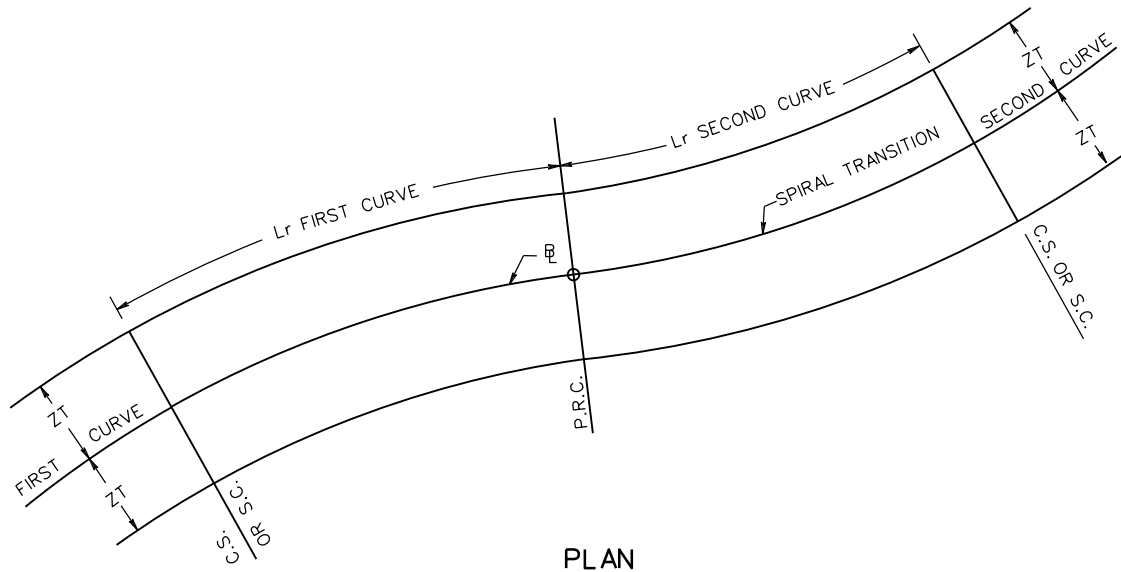 ZT
SECOND CURVE
ZT
Lr SECOND CURVE
SPIRAL TRANSITION
Lr FIRST CURVE
BL
C.S. OR S.C.
P.R.C.
ZT
FIRST CURVE
ZT
C.S.
OR S.C.
PLAN